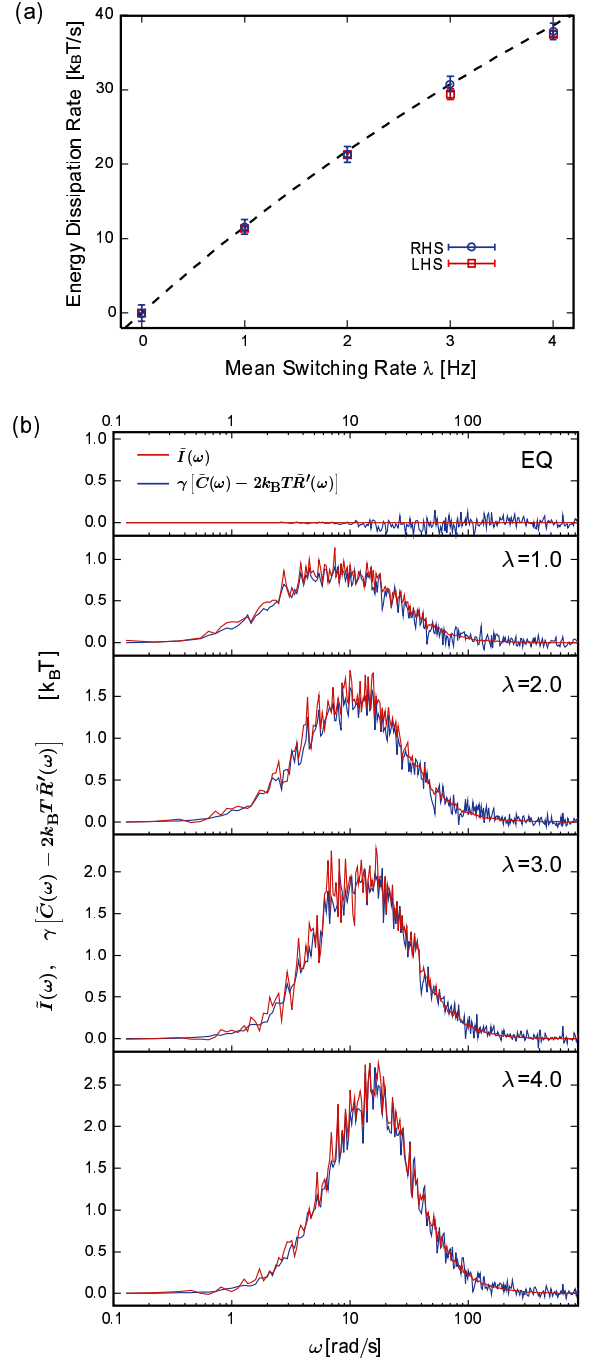 (a)
Energy Dissipation Rate [kBT/s]
40
30
20
10
0
RHS
LHS
0 1 2 3 4
Mean Switching Rate λ [Hz]
(b)
0.1 1 10 100
Ĩ(ω), γ[C̃(ω) − 2kBTR̃′(ω)] [kBT]
1.0
0.0
Ĩ(ω)
γ[C̃(ω) − 2kBTR̃′(ω)]
EQ
1.0
0.5
0.0
λ=1.0
1.5
1.0
0.5
0.0
λ=2.0
2.0
1.5
1.0
0.5
0.0
λ=3.0
2.5
2.0
1.5
1.0
0.5
0.0
λ=4.0
0.1 1 10 100
ω[rad/s]